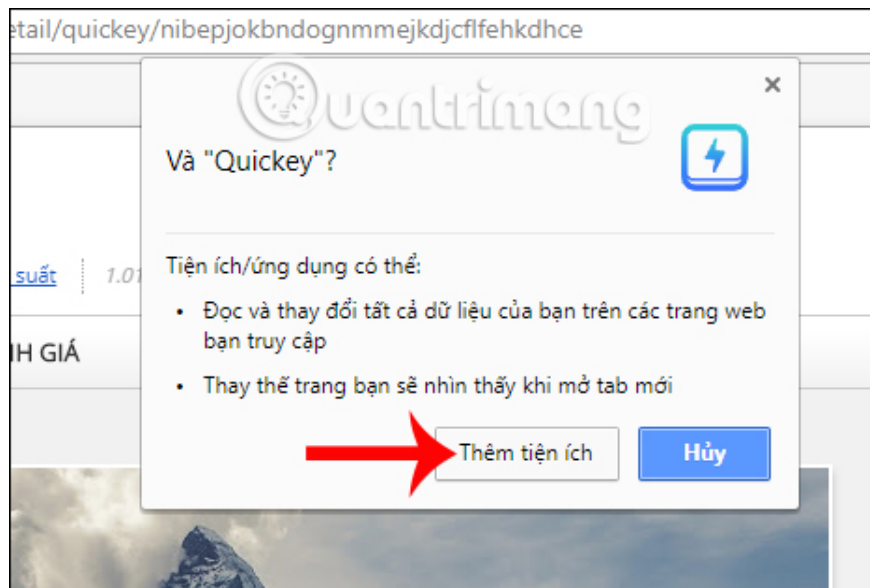 etail/quickey/nibepjokbndognmmejkdjcflfehkdhce
Quantrimang
Và "Quickey"?
Tiện ích/ứng dụng có thể:
suất
1.01
• Đọc và thay đổi tất cả dữ liệu của bạn trên các trang web
bạn truy cập
NH GIÁ
• Thay thế trang bạn sẽ nhìn thấy khi mở tab mới
Thêm tiện ích
Hủy